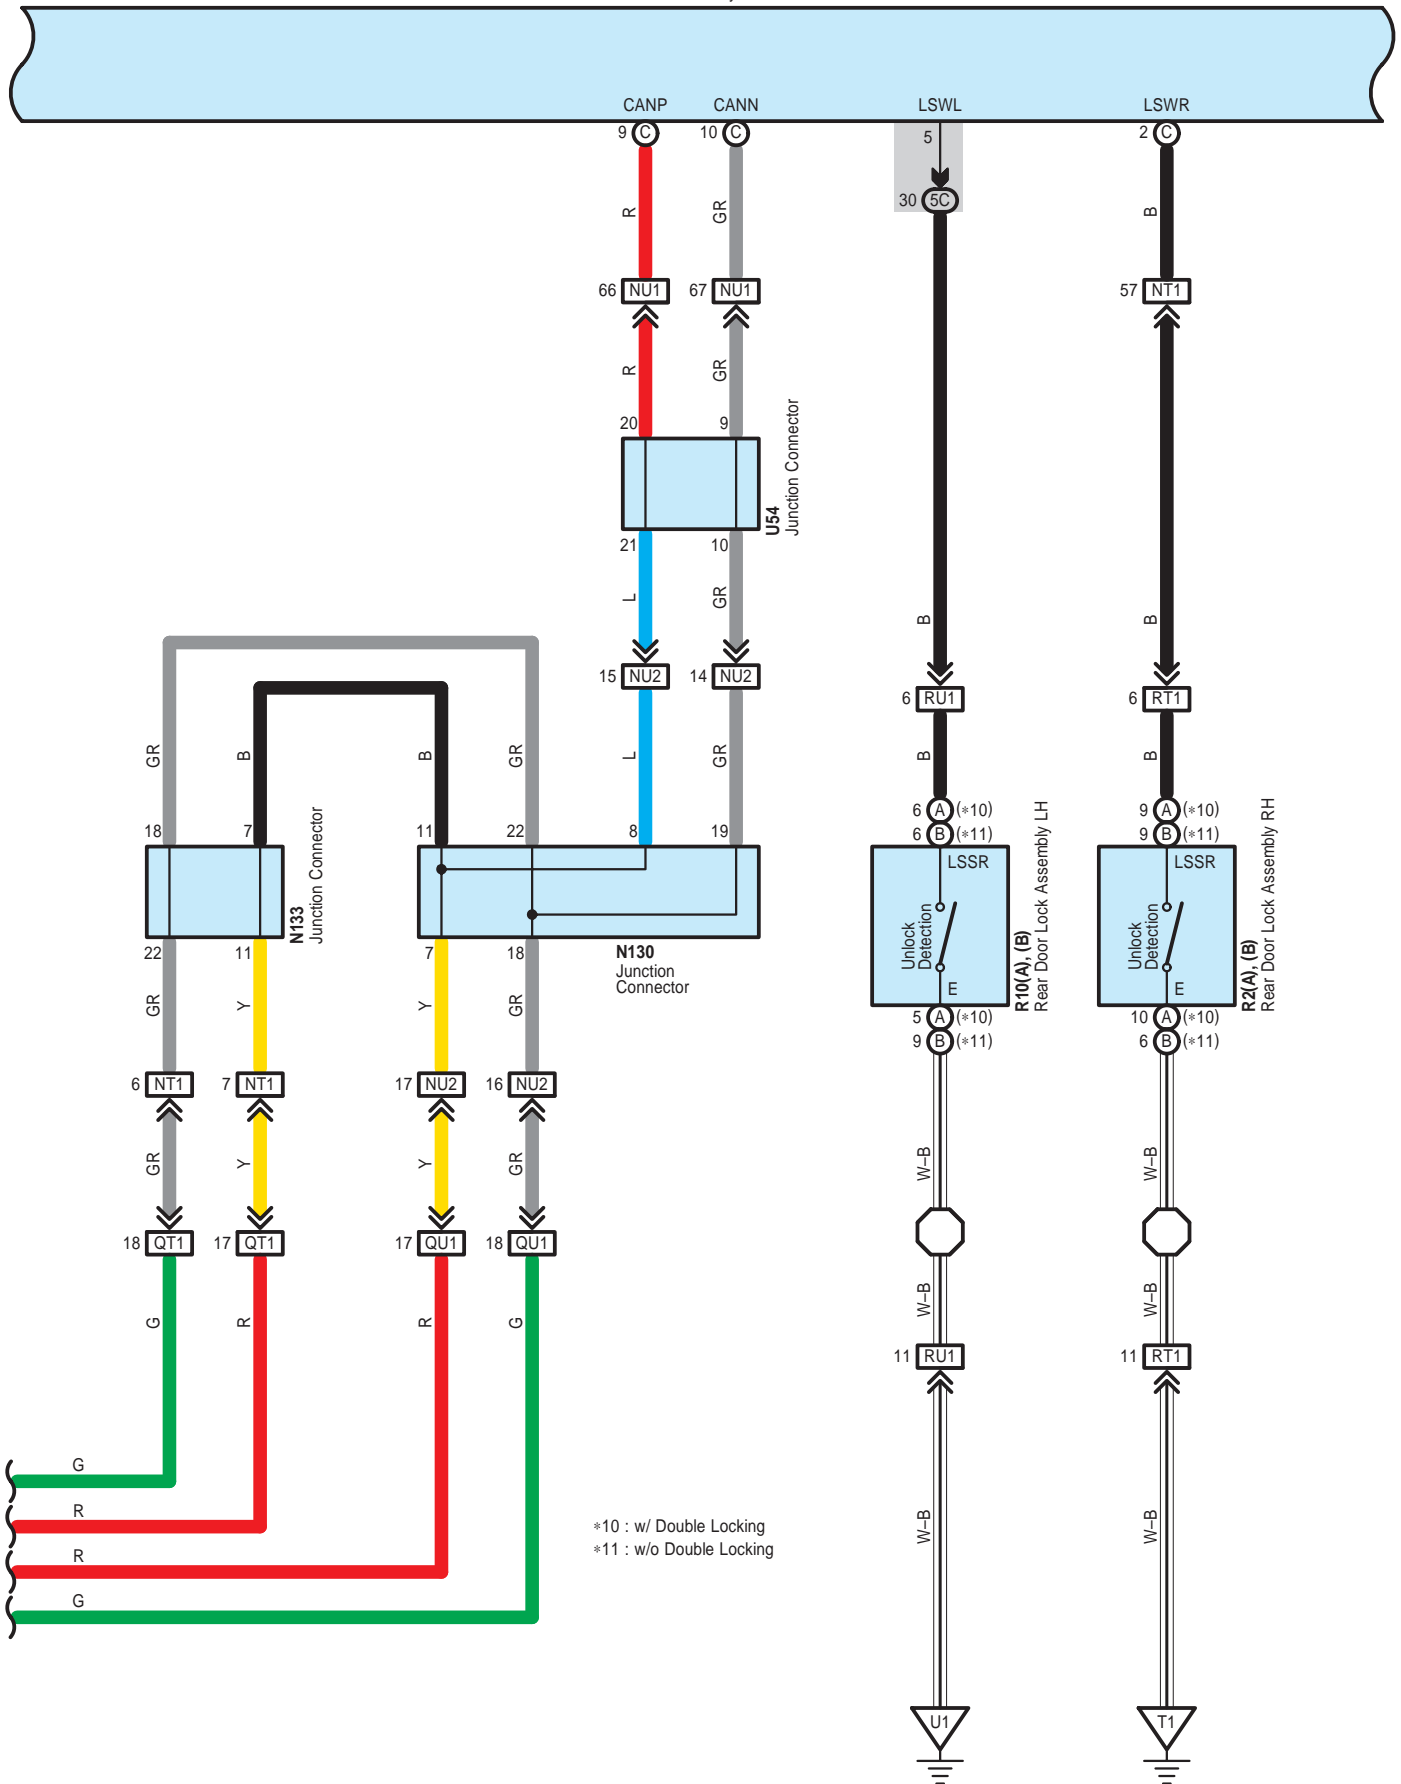 CANP CANN LSWL LSWR
9 C 10 C 5 2 C
30 5C
R GR B
66 NU1 67 NU1 57 NT1
R GR
20 9
U54
Junction Connector
21 10
L GR B B
15 NU2 14 NU2 6 RU1 6 RT1
GR B B GR L GR B B
6 A (∗10) 9 A (∗10)
18 7 11 22 8 19 6 B (∗11) 9 B (∗11)
N133
Junction Connector
N130
Junction
Connector
LSSR
Unlock
Detection
E
R10(A), (B)
Rear Door Lock Assembly LH
LSSR
Unlock
Detection
E
R2(A), (B)
Rear Door Lock Assembly RH
22 11 7 18
GR Y Y GR
5 A (∗10) 10 A (∗10)
9 B (∗11) 6 B (∗11)
6 NT1 7 NT1 17 NU2 16 NU2
GR Y Y GR W–B W–B
18 QT1 17 QT1 17 QU1 18 QU1
G R R G W–B W–B
11 RU1 11 RT1
G
R
R
G
∗10 : w/ Double Locking
∗11 : w/o Double Locking
W–B W–B
U1 T1